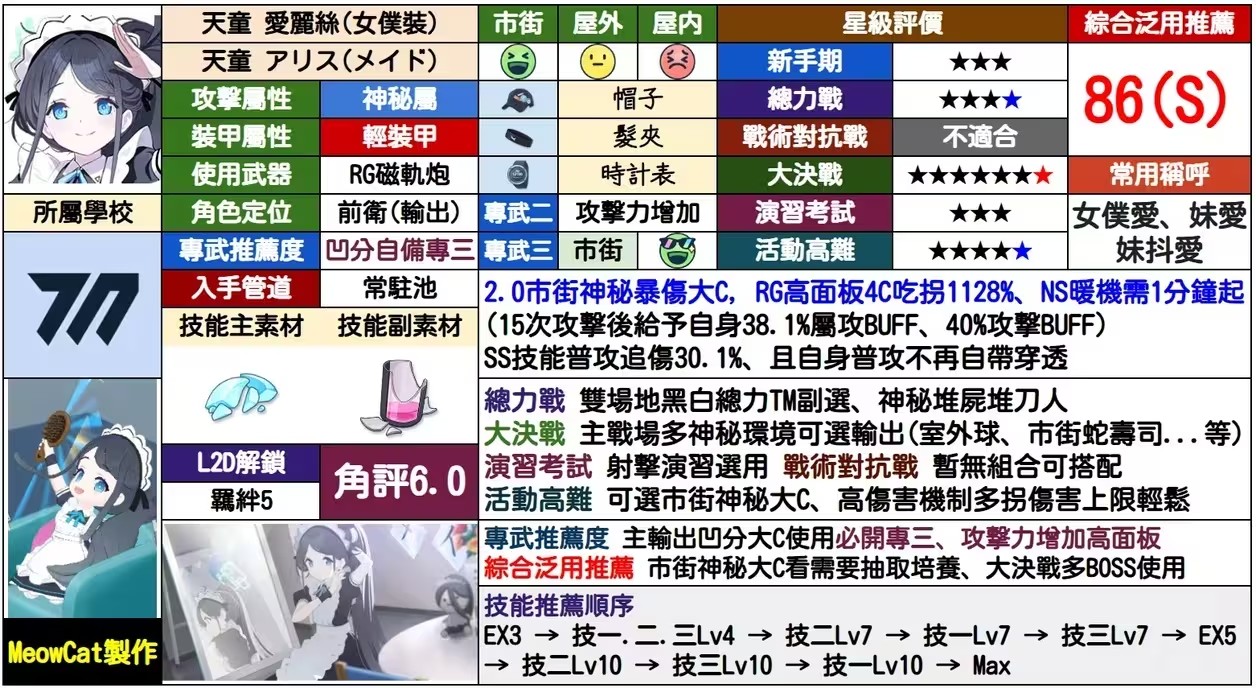 天童 愛麗絲(女僕裝)
天童 アリス(メイド)
攻擊屬性 神秘屬
裝甲屬性 輕裝甲
使用武器 RG磁軌炮
所屬學校
角色定位 前衛(輸出)
專武推薦度 凹分自備專三
入手管道 常駐池
技能主素材 技能副素材
L2D解鎖
羈絆5
角評6.0
MeowCat製作
市街 屋外 屋內
帽子
髮夾
時計表
專武二 攻擊力增加
專武三 市街
星級評價
新手期 ★★★
總力戰 ★★★★
戰術對抗戰 不適合
大決戰 ★★★★★★★
演習考試 ★★★
活動高難 ★★★★★
綜合泛用推薦
86(S)
常用稱呼
女僕愛、妹愛
妹抖愛
2.0市街神秘暴傷大C, RG高面板4C吃拐1128%、NS暖機需1分鐘起
(15次攻擊後給予自身38.1%屬攻BUFF、40%攻擊BUFF)
SS技能普攻追傷30.1%、且自身普攻不再自帶穿透
總力戰 雙場地黑白總力TM副選、神秘堆屍堆刀人
大決戰 主戰場多神秘環境可選輸出(室外球、市街蛇壽司...等)
演習考試 射擊演習選用 戰術對抗戰 暫無組合可搭配
活動高難 可選市街神秘大C、高傷害機制多拐傷害上限輕鬆
專武推薦度 主輸出凹分大C使用必開專三、攻擊力增加高面板
綜合泛用推薦 市街神秘大C看需要抽取培養、大決戰多BOSS使用
技能推薦順序
EX3 → 技一.二.三Lv4 → 技二Lv7 → 技一Lv7 → 技三Lv7 → EX5
→ 技二Lv10 → 技三Lv10 → 技一Lv10 → Max